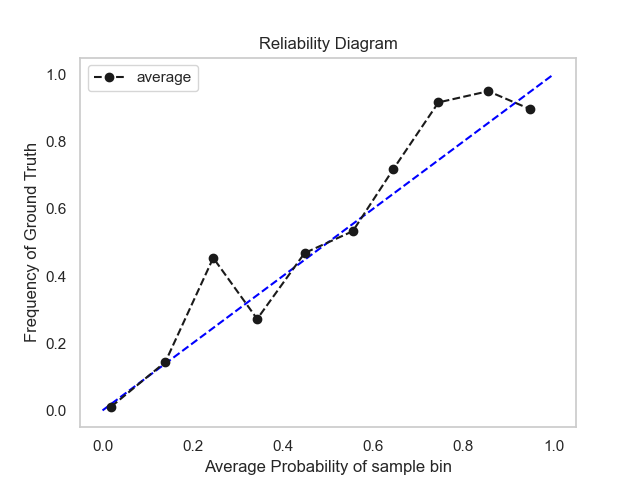 Reliability Diagram
average
1.0
0.8
0.6
0.4
0.2
0.0
Frequency of Ground Truth
0.0 0.2 0.4 0.6 0.8 1.0
Average Probability of sample bin